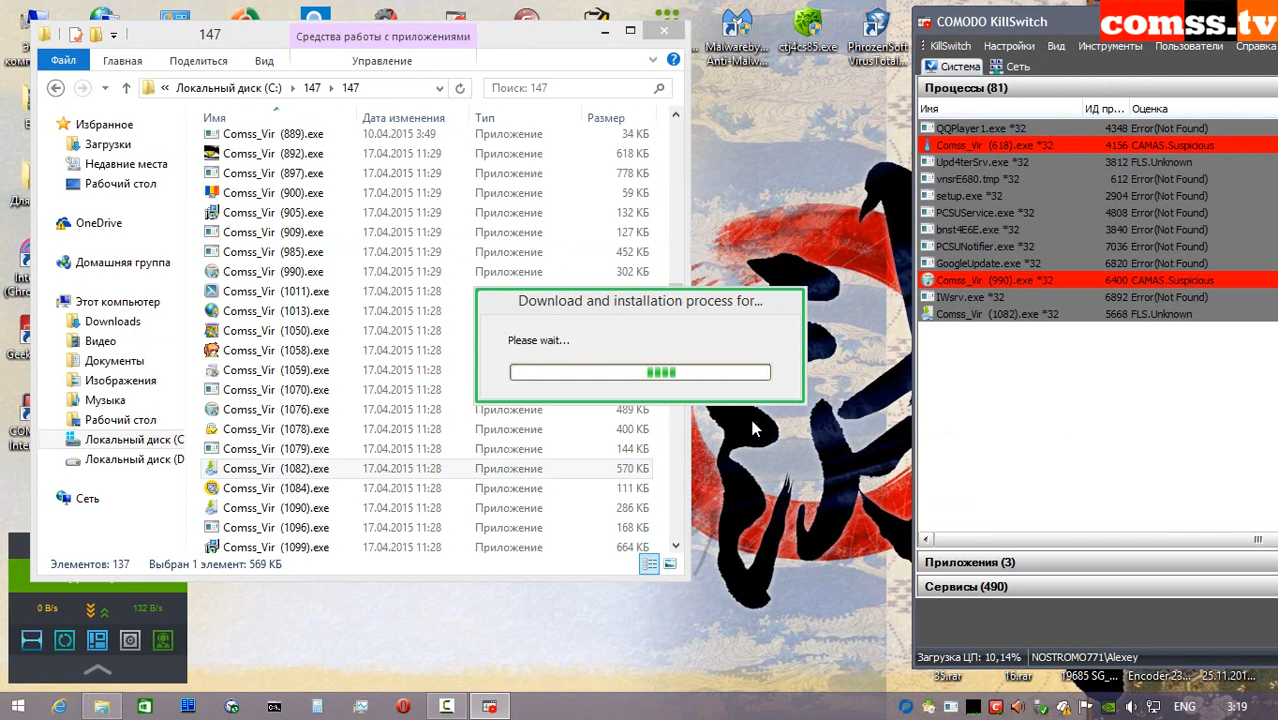 147
Средства работы с приложениями
Файл
Главная
Поделиться
Вид
Управление
«
Локальный диск (C:)
147
147
Поиск: 147
Имя
Дата изменения
Тип
Размер
Избранное
Загрузки
Недавние места
Рабочий стол
OneDrive
Домашняя группа
Этот компьютер
Downloads
Видео
Документы
Изображения
Музыка
Рабочий стол
Локальный диск (C
Локальный диск (D
Сеть
Comss_Vir (889).exe 10.04.2015 3:49 Приложение 34 КБ
Comss_Vir (892).exe 17.04.2015 11:29 Приложение 618 КБ
Comss_Vir (897).exe 17.04.2015 11:29 Приложение 778 КБ
Comss_Vir (900).exe 17.04.2015 11:29 Приложение 59 КБ
Comss_Vir (905).exe 17.04.2015 11:29 Приложение 132 КБ
Comss_Vir (909).exe 17.04.2015 11:29 Приложение 127 КБ
Comss_Vir (985).exe 17.04.2015 11:29 Приложение 452 КБ
Comss_Vir (990).exe 17.04.2015 11:29 Приложение 302 КБ
17.04.2015 11:28
Comss_Vir (1013).exe 17.04.2015 11:28
Comss_Vir (1050).exe 17.04.2015 11:28
Comss_Vir (1058).exe 17.04.2015 11:28
Comss_Vir (1059).exe 17.04.2015 11:28
Comss_Vir (1070).exe 17.04.2015 11:28
Comss_Vir (1076).exe 17.04.2015 11:28 Приложение 489 КБ
Comss_Vir (1078).exe 17.04.2015 11:28 Приложение 400 КБ
Comss_Vir (1079).exe 17.04.2015 11:28 Приложение 144 КБ
Comss_Vir (1082).exe 17.04.2015 11:28 Приложение 570 КБ
Comss_Vir (1084).exe 17.04.2015 11:28 Приложение 111 КБ
Comss_Vir (1090).exe 17.04.2015 11:28 Приложение 286 КБ
Comss_Vir (1096).exe 17.04.2015 11:28 Приложение 168 КБ
Comss_Vir (1099).exe 17.04.2015 11:28 Приложение 664 КБ
Элементов: 137 Выбран 1 элемент: 569 КБ
0 B/s
132 B/s
Download and installation process for...
Please wait...
Malwareby...
Anti-Malw...
ctj4cs85.exe
PhrozenSoft
VirusTotal...
COMODO KillSwitch
comss.tv
KillSwitch
Настройки
Вид
Инструменты
Пользователи
Справка
Система
Сеть
Процессы (81)
Имя
ИД пр...
Оценка
QQPlayer1.exe *32 4348 Error(Not Found)
Comss_Vir (618).exe *32 4156 CAMAS.Suspicious
Upd4terSrv.exe *32 3812 FLS.Unknown
vnsrE680.tmp *32 612 Error(Not Found)
setup.exe *32 2904 Error(Not Found)
PCSUService.exe *32 4808 Error(Not Found)
bnst4E6E.exe *32 3840 Error(Not Found)
PCSUNotifier.exe *32 7036 Error(Not Found)
GoogleUpdate.exe *32 6820 Error(Not Found)
Comss_Vir (990).exe *32 6400 CAMAS.Suspicious
IWsrv.exe *32 6892 Error(Not Found)
Comss_Vir (1082).exe *32 5668 FLS.Unknown
Приложения (3)
Сервисы (490)
Загрузка ЦП: 10,14%
NOSTROMO771\Alexey
35.rar
16.rar
19685 SG_...
Encoder 23...
25.11.201...
ENG
3:19